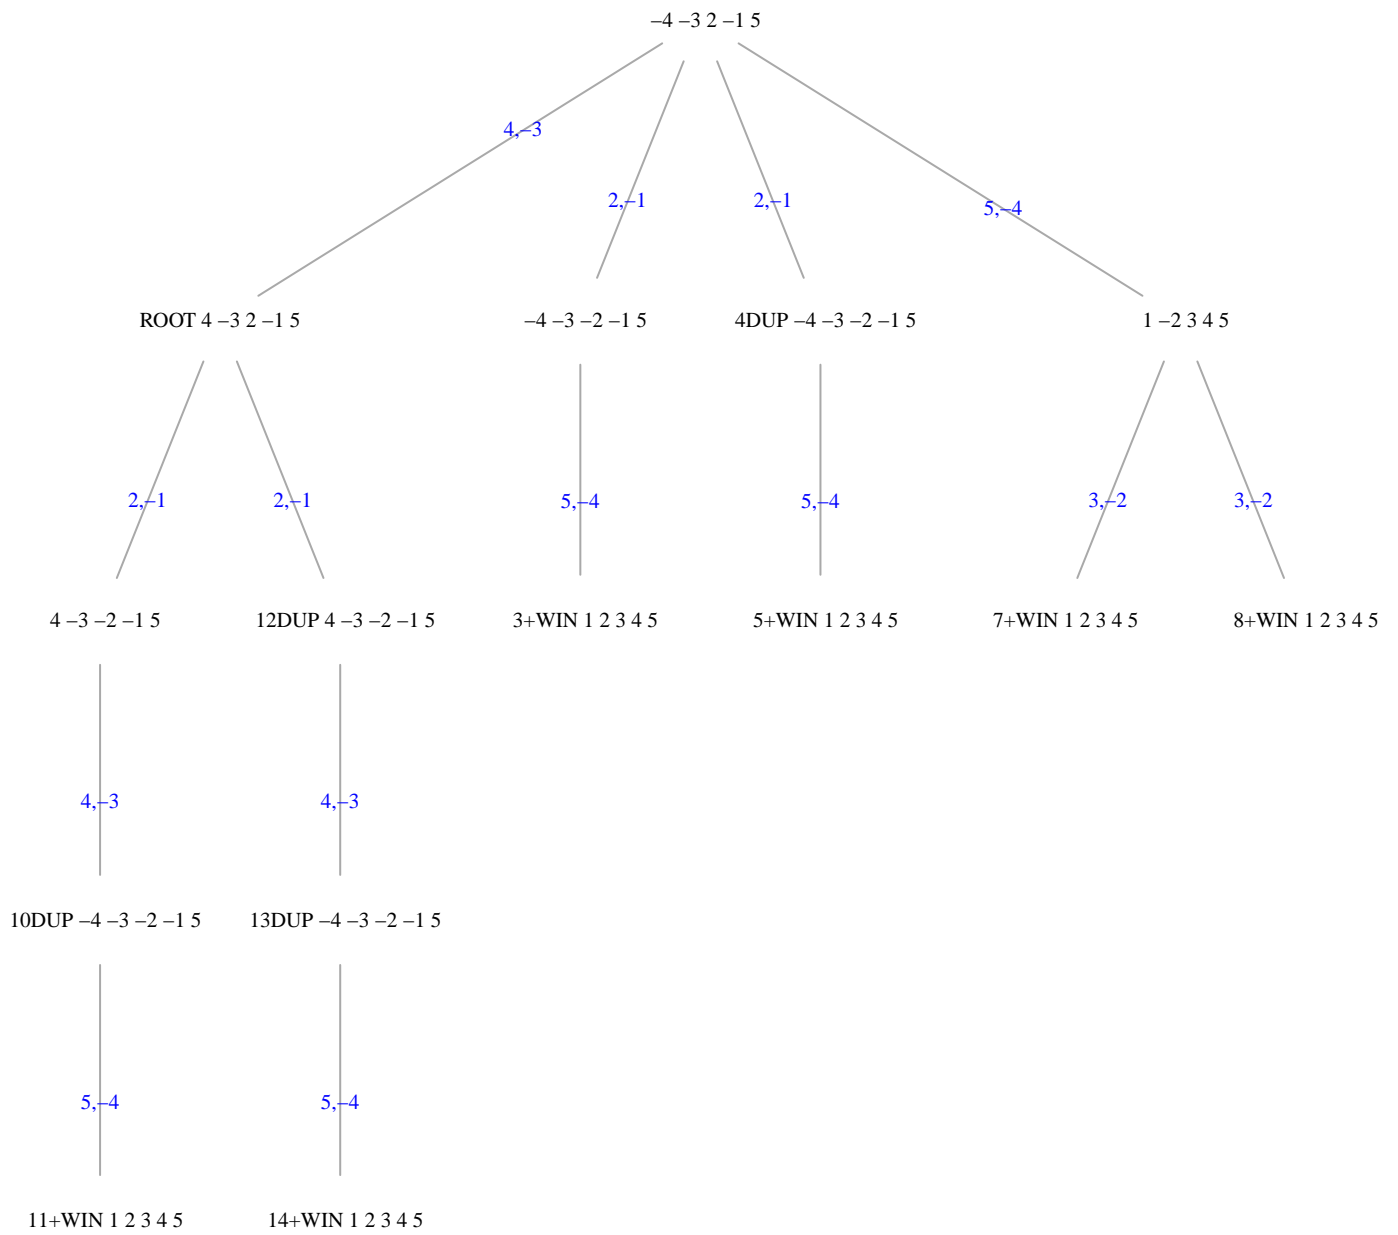 −4 −3 2 −1 5
4,−3
2,−1
2,−1
5,−4
ROOT 4 −3 2 −1 5
−4 −3 −2 −1 5
4DUP −4 −3 −2 −1 5
1 −2 3 4 5
2,−1
2,−1
5,−4
5,−4
3,−2
3,−2
4 −3 −2 −1 5
12DUP 4 −3 −2 −1 5
3+WIN 1 2 3 4 5
5+WIN 1 2 3 4 5
7+WIN 1 2 3 4 5
8+WIN 1 2 3 4 5
4,−3
4,−3
10DUP −4 −3 −2 −1 5
13DUP −4 −3 −2 −1 5
5,−4
5,−4
11+WIN 1 2 3 4 5
14+WIN 1 2 3 4 5